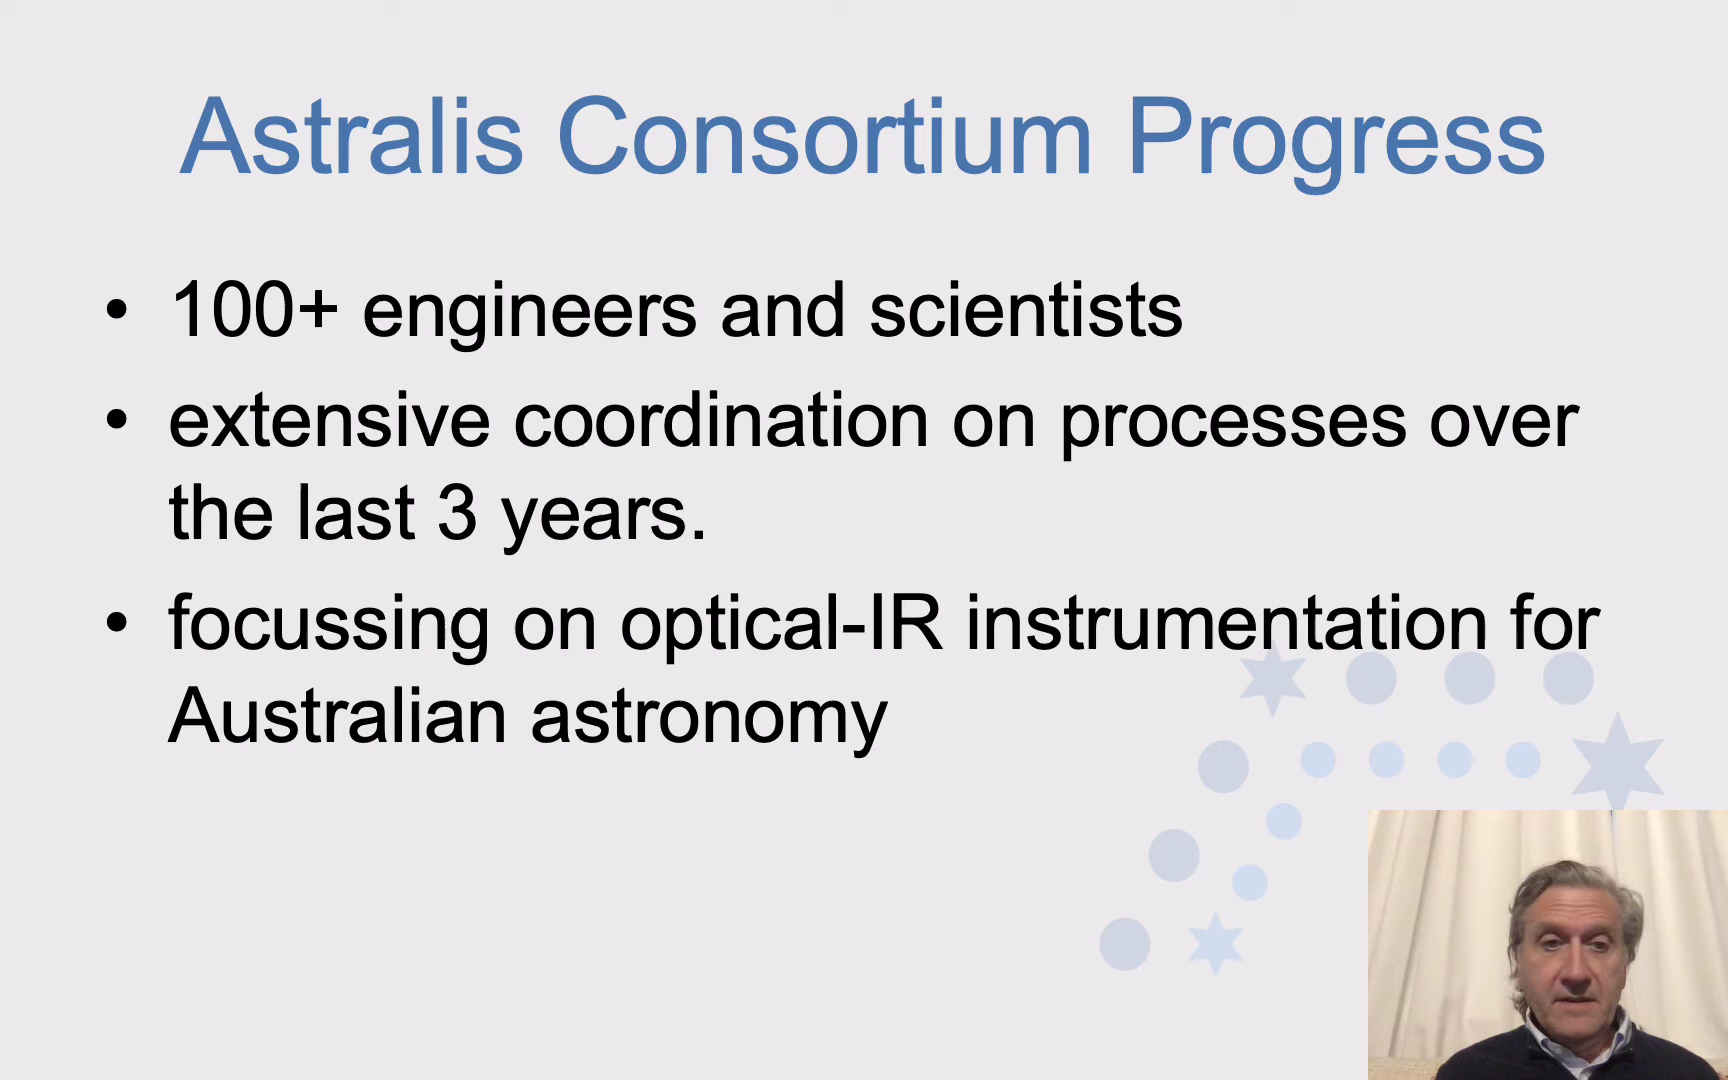 Astralis Consortium Progress
• 100+ engineers and scientists
• extensive coordination on processes over
the last 3 years.
• focussing on optical-IR instrumentation for
Australian astronomy